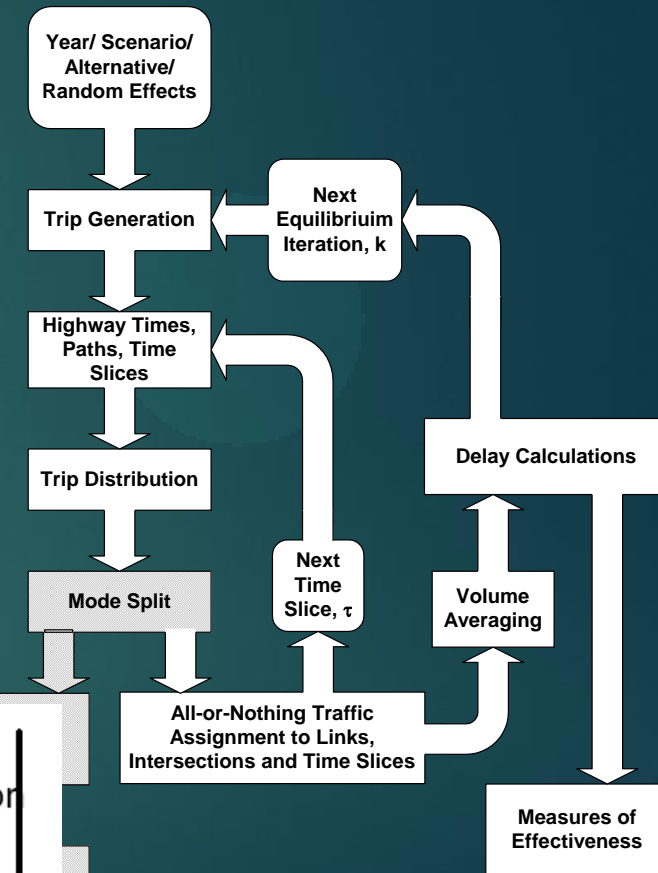 Year/ Scenario/
Alternative/
Random Effects
Trip Generation
Next
Equilibriuim
Iteration, k
Highway Times,
Paths, Time
Slices
Trip Distribution
Delay Calculations
Mode Split
Next
Time
Slice, τ
Volume
Averaging
All-or-Nothing Traffic
Assignment to Links,
Intersections and Time Slices
on
Measures of
Effectiveness